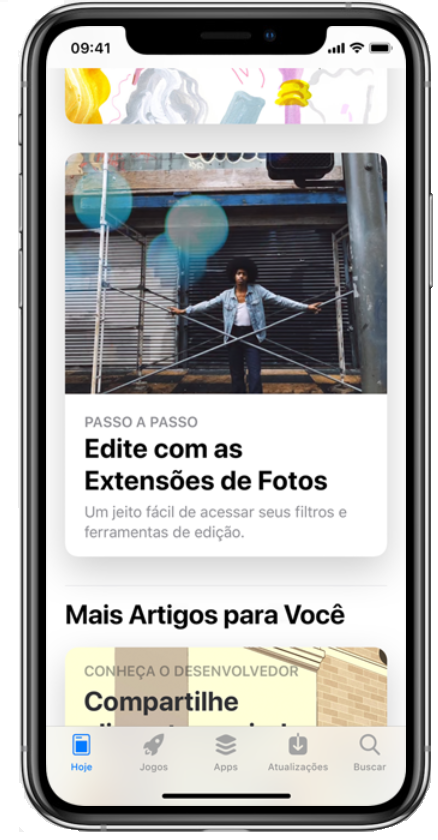 09:41
PASSO A PASSO
Edite com as
Extensões de Fotos
Um jeito fácil de acessar seus filtros e
ferramentas de edição.
Mais Artigos para Você
CONHEÇA O DESENVOLVEDOR
Compartilhe
Hoje
Jogos
Apps
Atualizações
Buscar